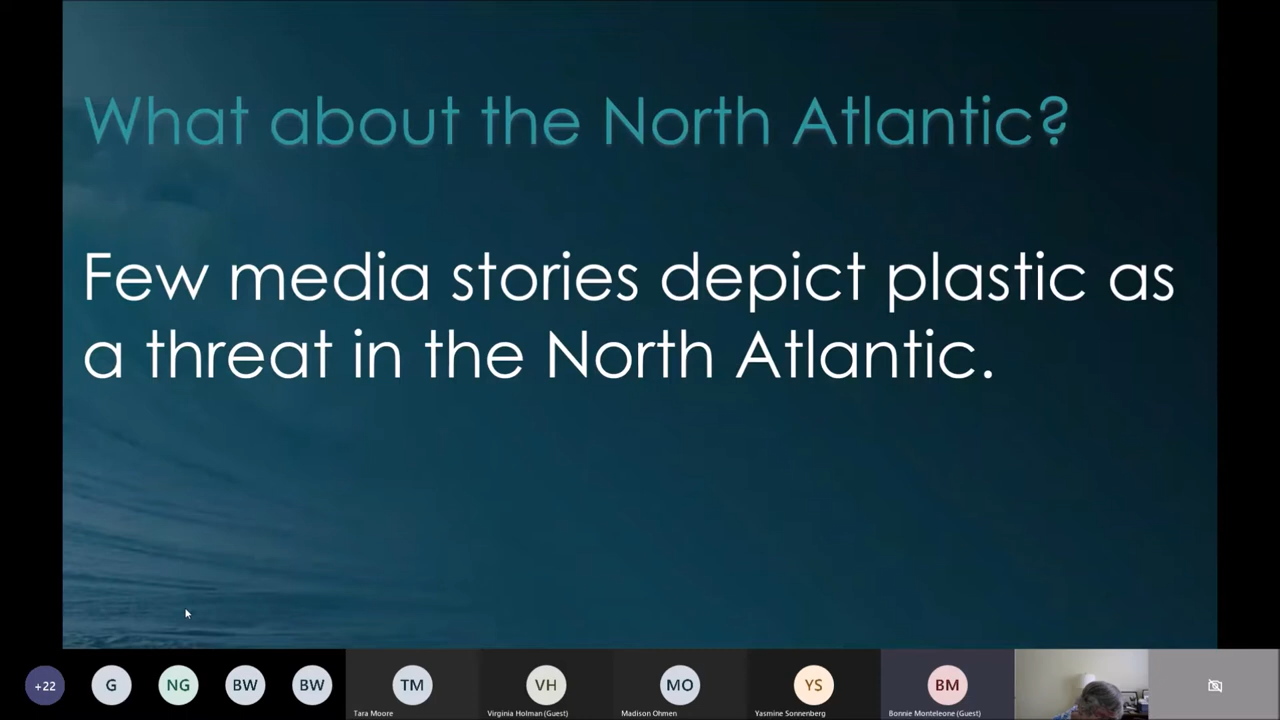 What about the North Atlantic?
Few media stories depict plastic as
a threat in the North Atlantic.
+22
G
NG
BW
BW
TM
VH
MO
YS
BM
Tara Moore
Virginia Holman (Guest)
Madison Ohmen
Yasmine Sonnenberg
Bonnie Monteleone (Guest)